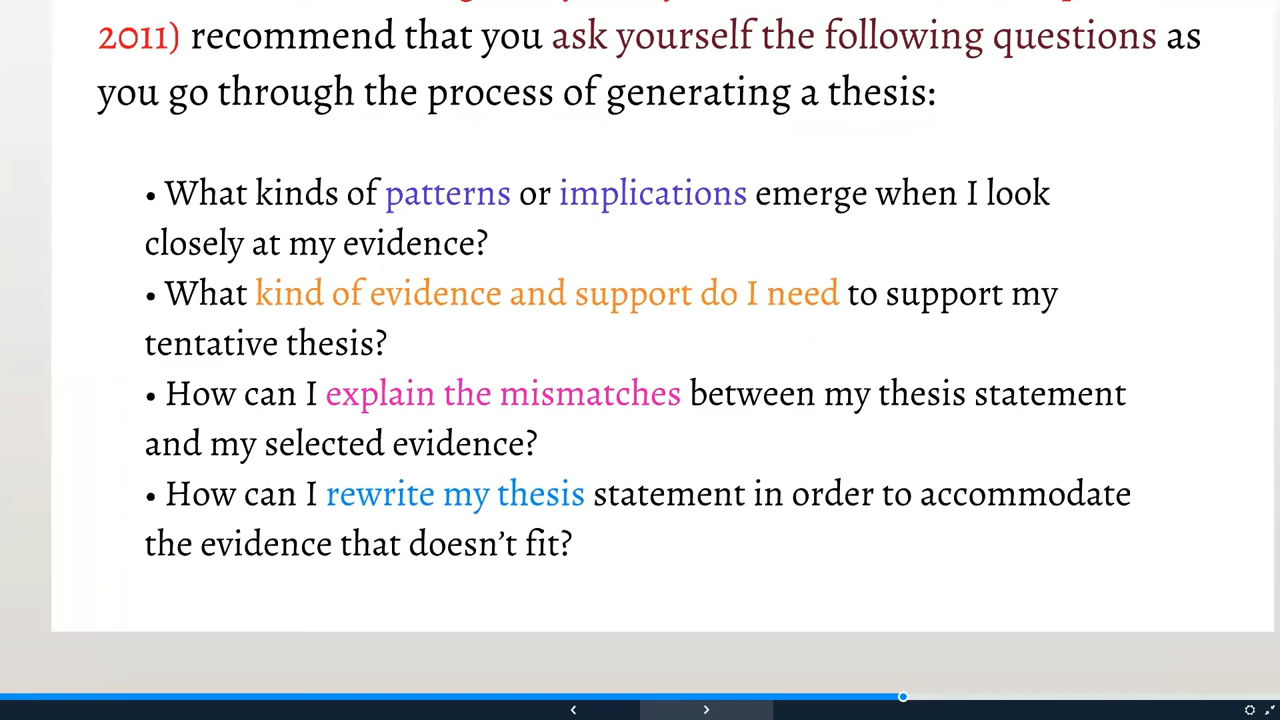 2011) recommend that you ask yourself the following questions as
you go through the process of generating a thesis:
• What kinds of patterns or implications emerge when I look
closely at my evidence?
• What kind of evidence and support do I need to support my
tentative thesis?
• How can I explain the mismatches between my thesis statement
and my selected evidence?
• How can I rewrite my thesis statement in order to accommodate
the evidence that doesn’t fit?